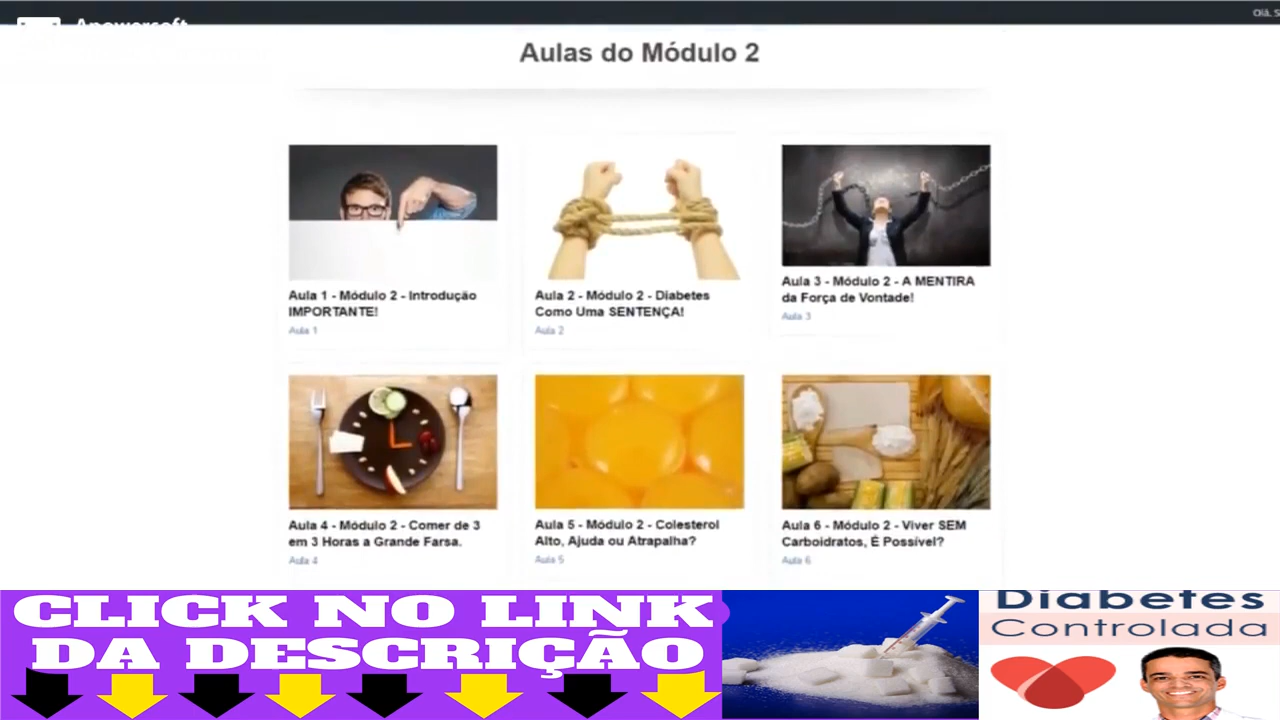 Apowersoft
Olá, S
Aulas do Módulo 2
Aula 1 - Módulo 2 - Introdução
IMPORTANTE!
Aula 1
Aula 2 - Módulo 2 - Diabetes
Como Uma SENTENÇA!
Aula 2
Aula 3 - Módulo 2 - A MENTIRA
da Força de Vontade!
Aula 3
Aula 4 - Módulo 2 - Comer de 3
em 3 Horas a Grande Farsa.
Aula 4
Aula 5 - Módulo 2 - Colesterol
Alto, Ajuda ou Atrapalha?
Aula 5
Aula 6 - Módulo 2 - Viver SEM
Carboidratos, É Possível?
Aula 6
CLICK NO LINK
DA DESCRIÇÃO
Diabetes
Controlada